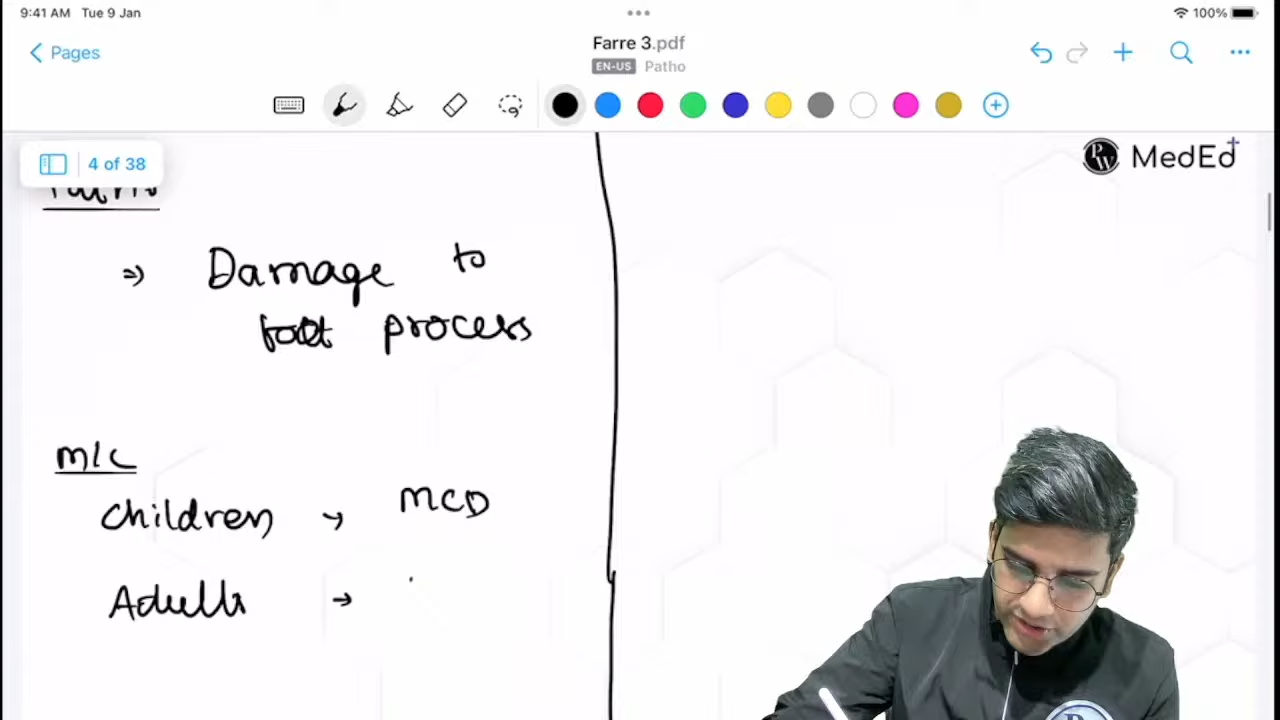 9:41 AM Tue 9 Jan
100%
Pages
Farre 3.pdf
EN-US Patho
4 of 38
PW MedEd
⇒ Damage to
foot process
M/C
Children → MCD
Adults →